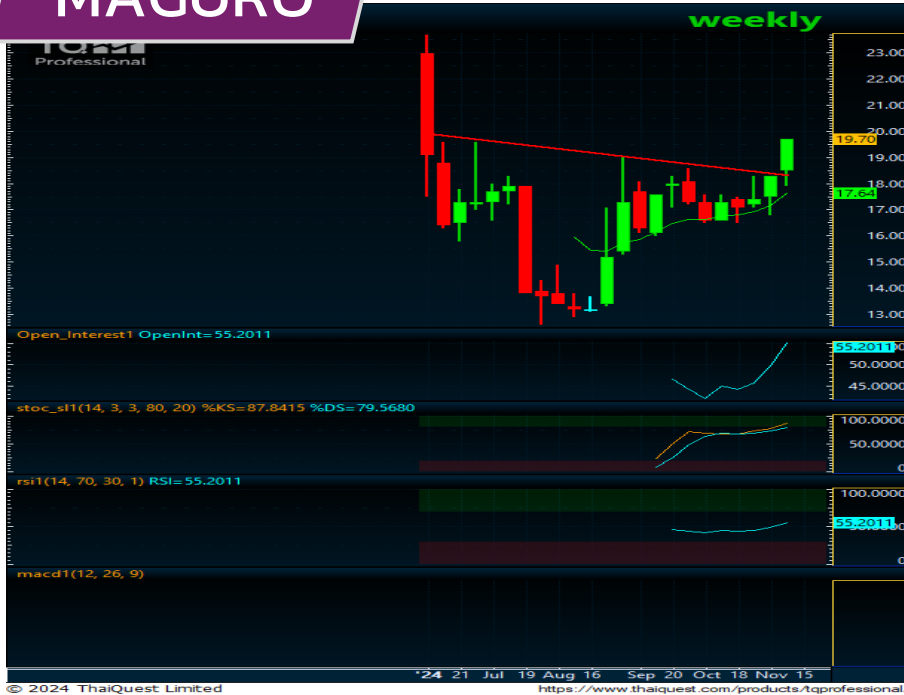 MAGURO
weekly
Professional
23.00
22.00
21.00
20.00
19.70
19.00
18.00
17.64
17.00
16.00
15.00
14.00
13.00
Open_Interest1 OpenInt=55.2011
55.2011
50.0000
45.0000
stoc_sl1(14, 3, 3, 80, 20) %KS=87.8415 %DS=79.5680
100.0000
50.0000
0
rsi1(14, 70, 30, 1) RSI=55.2011
100.0000
55.2011
0
macd1(12, 26, 9)
'24 21 Jul 19 Aug 16 Sep 20 Oct 18 Nov 15
© 2024 ThaiQuest Limited
https://www.thaiquest.com/products/tqprofessional